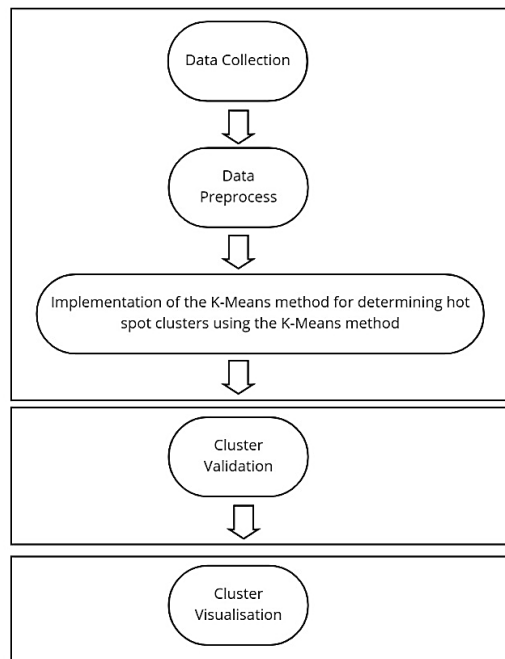 Data Collection
Data
Preprocess
Implementation of the K-Means method for determining hot
spot clusters using the K-Means method
Cluster
Validation
Cluster
Visualisation